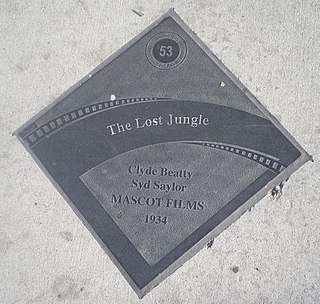 53
The Lost Jungle
Clyde Beatty
Syd Saylor
MASCOT FILMS
1934